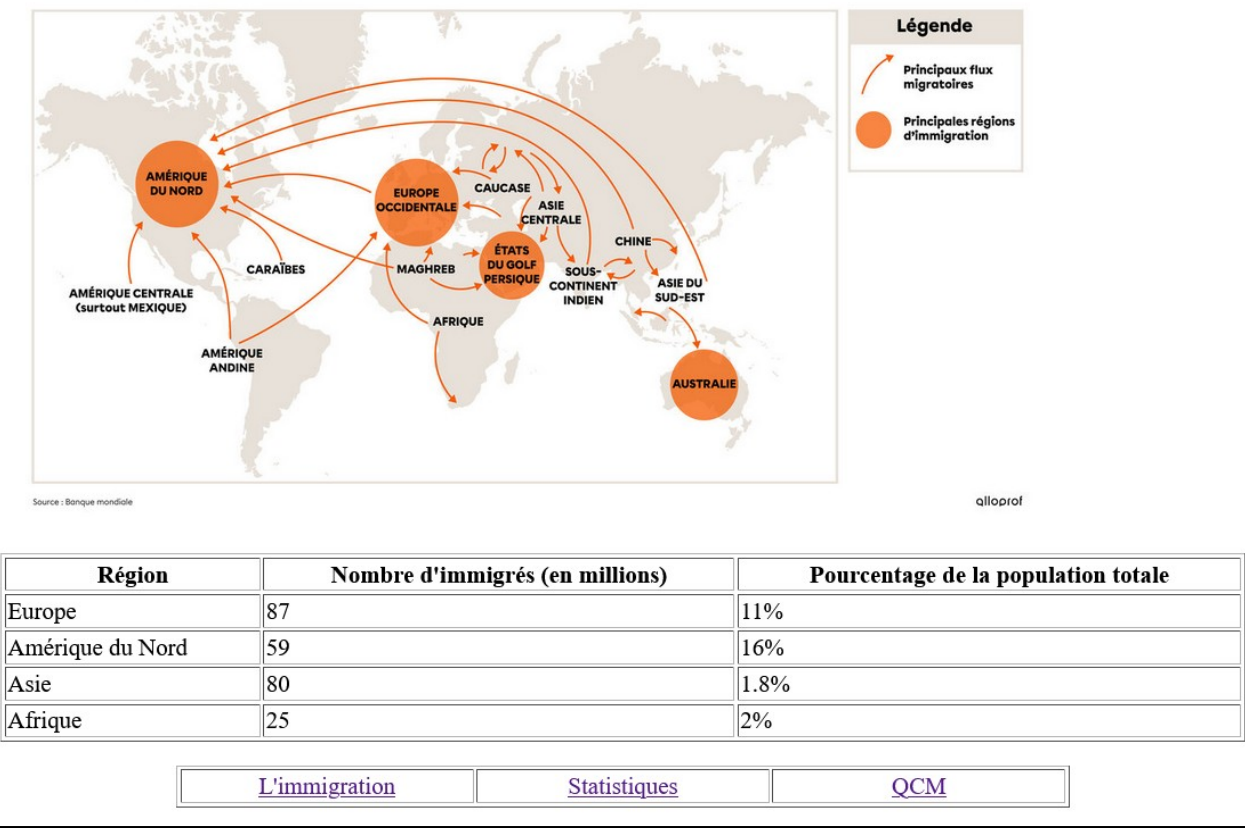 Légende
Principaux flux
migratoires
Principales régions
d'immigration
AMÉRIQUE
DU NORD
EUROPE
OCCIDENTALE
CAUCASE
ASIE
CENTRALE
ÉTATS
DU GOLF
PERSIQUE
CHINE
CARAÏBES
MAGHREB
SOUS-
CONTINENT
INDIEN
ASIE DU
SUD-EST
AMÉRIQUE CENTRALE
(surtout MEXIQUE)
AFRIQUE
AMÉRIQUE
ANDINE
AUSTRALIE
Source : Banque mondiale
alloprof
Région Nombre d'immigrés (en millions) Pourcentage de la population totale
Europe 87 11%
Amérique du Nord 59 16%
Asie 80 1.8%
Afrique 25 2%
L'immigration Statistiques QCM